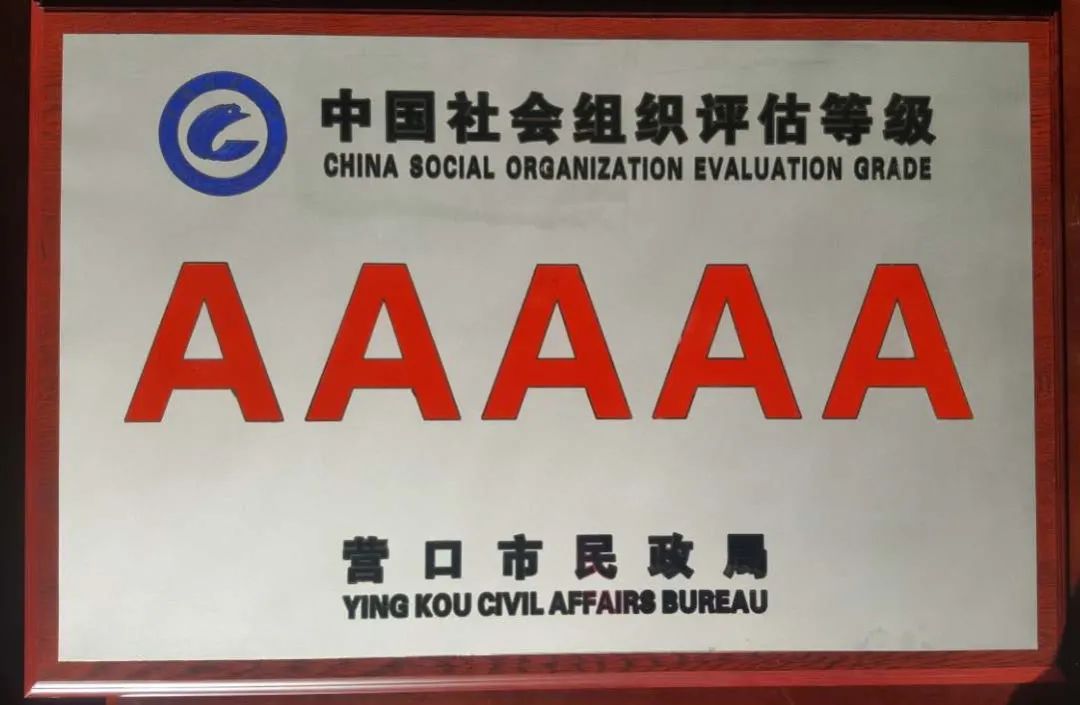 中国社会组织评估等级
CHINA SOCIAL ORGANIZATION EVALUATION GRADE
AAAAA
营口市民政局
YING KOU CIVIL AFFAIRS BUREAU